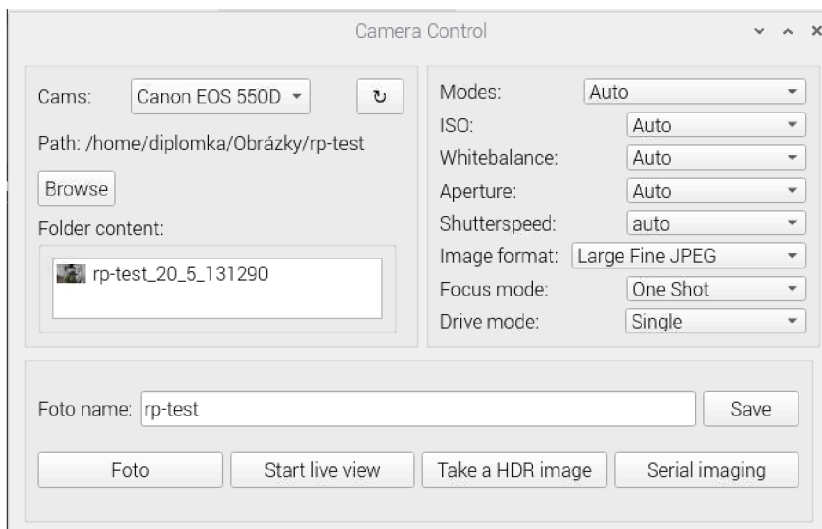 Camera Control
Cams: Canon EOS 550D ↻
Path: /home/diplomka/Obrázky/rp-test
Browse
Folder content:
rp-test_20_5_131290
Modes: Auto
ISO: Auto
Whitebalance: Auto
Aperture: Auto
Shutterspeed: auto
Image format: Large Fine JPEG
Focus mode: One Shot
Drive mode: Single
Foto name: rp-test Save
Foto Start live view Take a HDR image Serial imaging